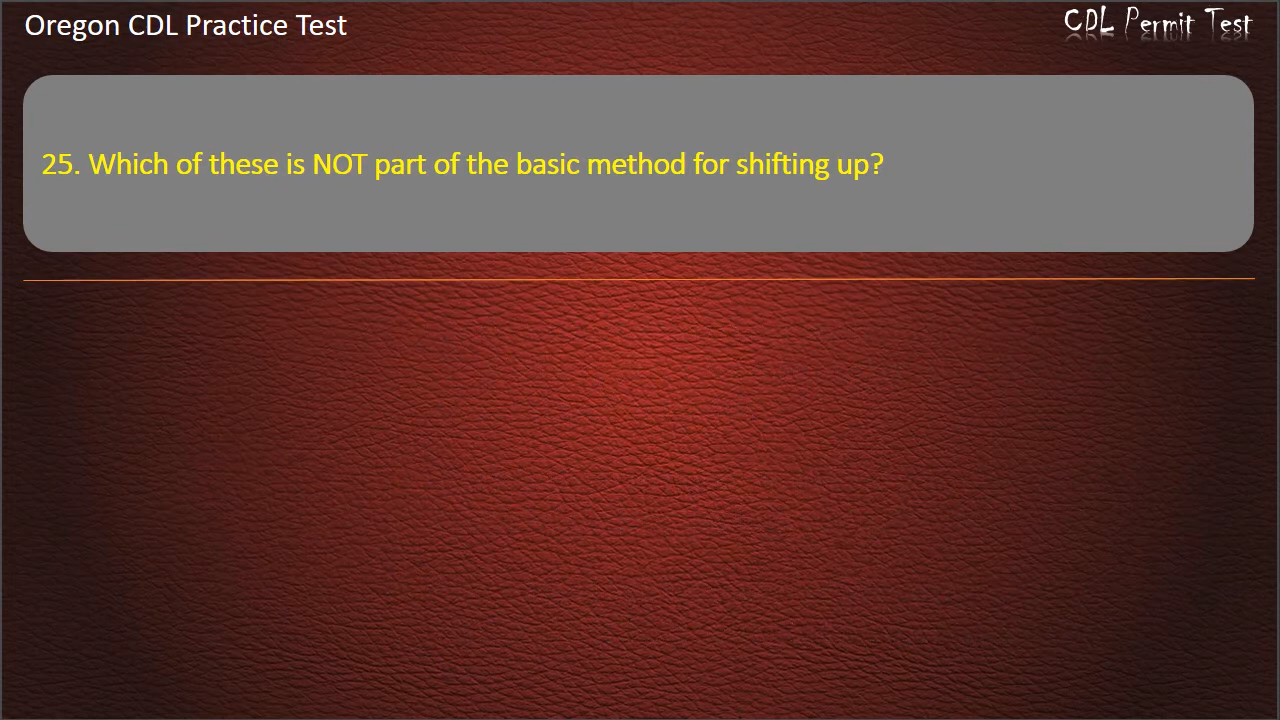 Oregon CDL Practice Test
CDL Permit Test
25. Which of these is NOT part of the basic method for shifting up?